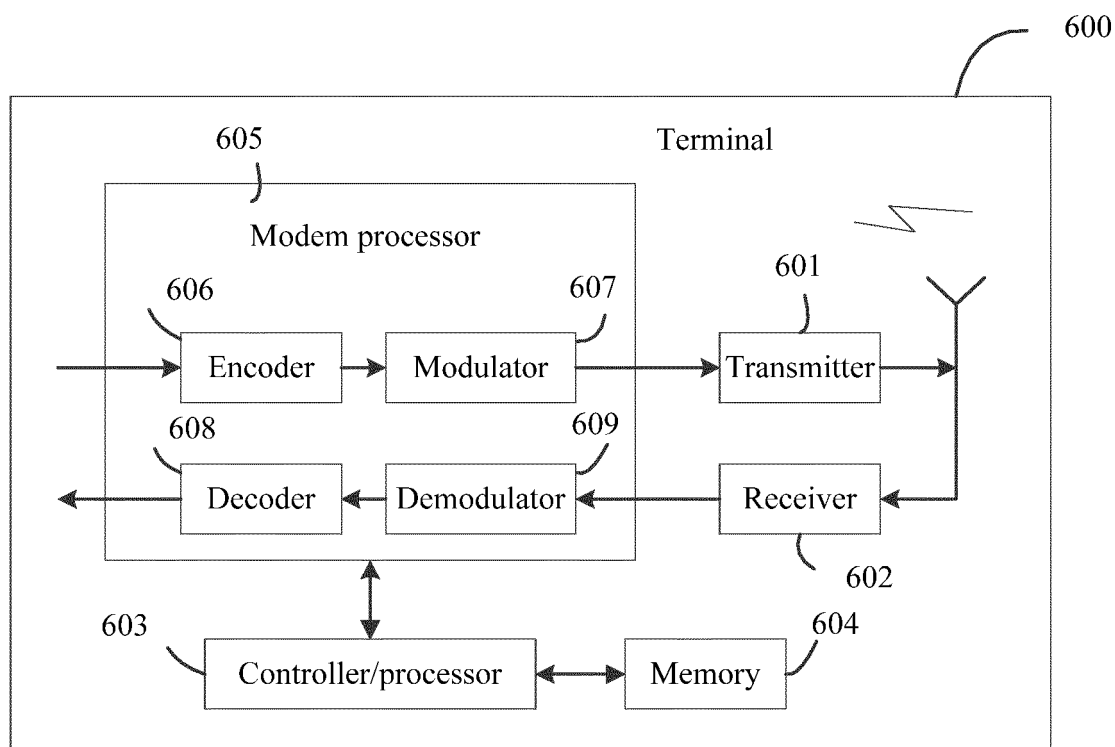 600
605
Terminal
Modem processor
606
607
601
Encoder
Modulator
Transmitter
608
609
Decoder
Demodulator
Receiver
602
603
604
Controller/processor
Memory